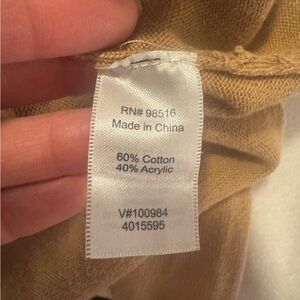 RN# 98516
Made in China
60% Cotton
40% Acrylic
V#100984
4015595